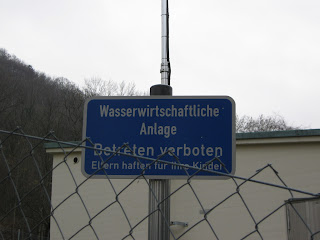 Wasserwirtschaftliche
Anlage
Betreten verboten
Eltern haften für ihre Kinder